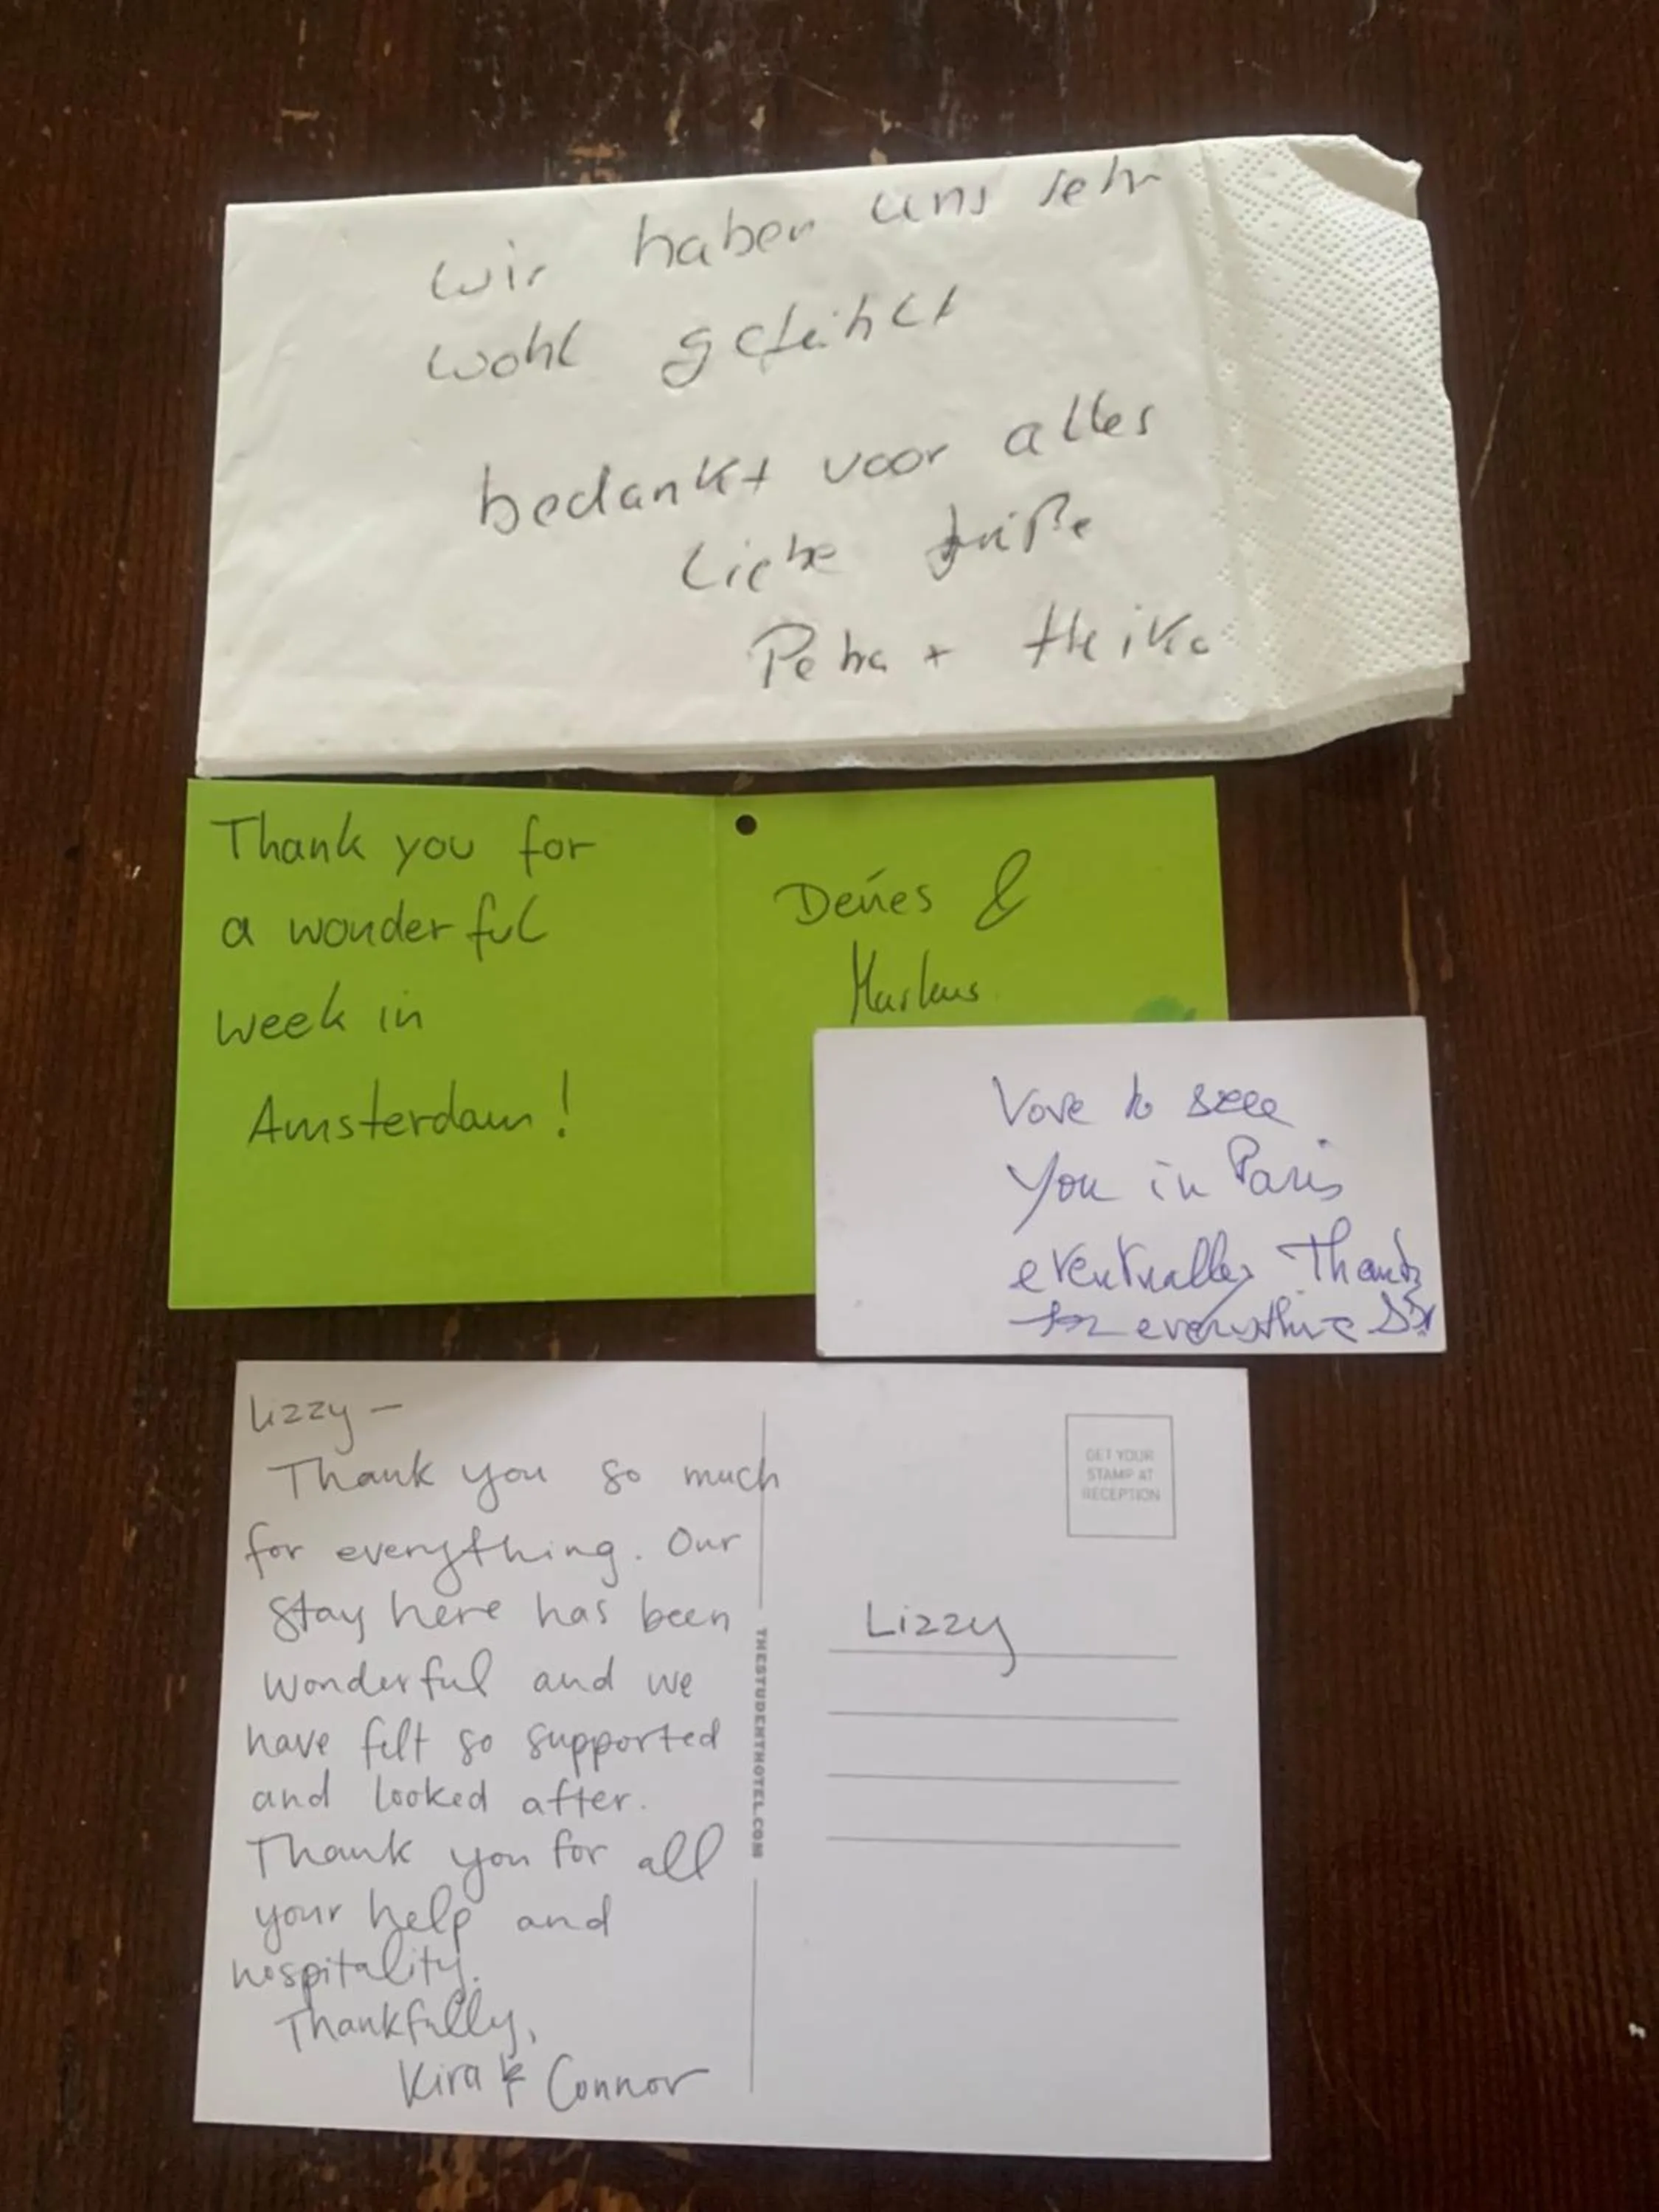 wir haben uns sehr
wohl gefühlt
bedankt voor alles
Liebe Grüße
Petra + Heike
Thank you for
a wonderful
week in
Amsterdam!
Dénes &
Markus
to seee
you in Paris
eventually Thanks
for everything
Lizzy —
Thank you so much
for everything. Our
stay here has been
wonderful and we
have felt so supported
and looked after.
Thank you for all
your help and
hospitality.
Thankfully,
Kira & Connor
THESTUDENTHOTEL.COM
GET YOUR
STAMP AT
RECEPTION
Lizzy